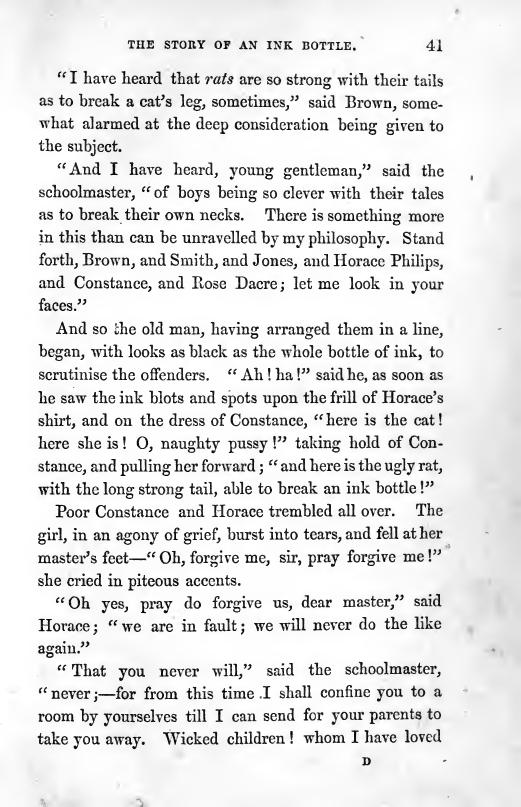 THE STORY OF AN INK BOTTLE. 41
"I have heard that rats are so strong with their tails
as to break a cat's leg, sometimes," said Brown, some-
what alarmed at the deep consideration being given to
the subject.
"And I have heard, young gentleman," said the
schoolmaster, "of boys being so clever with their tales
as to break their own necks. There is something more
in this than can be unravelled by my philosophy. Stand
forth, Brown, and Smith, and Jones, and Horace Philips,
and Constance, and Rose Dacre; let me look in your
faces."
And so the old man, having arranged them in a line,
began, with looks as black as the whole bottle of ink, to
scrutinise the offenders. "Ah! ha!" said he, as soon as
he saw the ink blots and spots upon the frill of Horace's
shirt, and on the dress of Constance, "here is the cat!
here she is! O, naughty pussy!" taking hold of Con-
stance, and pulling her forward; "and here is the ugly rat,
with the long strong tail, able to break an ink bottle!"
Poor Constance and Horace trembled all over. The
girl, in an agony of grief, burst into tears, and fell at her
master's feet—"Oh, forgive me, sir, pray forgive me!"
she cried in piteous accents.
"Oh yes, pray do forgive us, dear master," said
Horace; "we are in fault; we will never do the like
again."
"That you never will," said the schoolmaster,
"never;—for from this time I shall confine you to a
room by yourselves till I can send for your parents to
take you away. Wicked children! whom I have loved
D